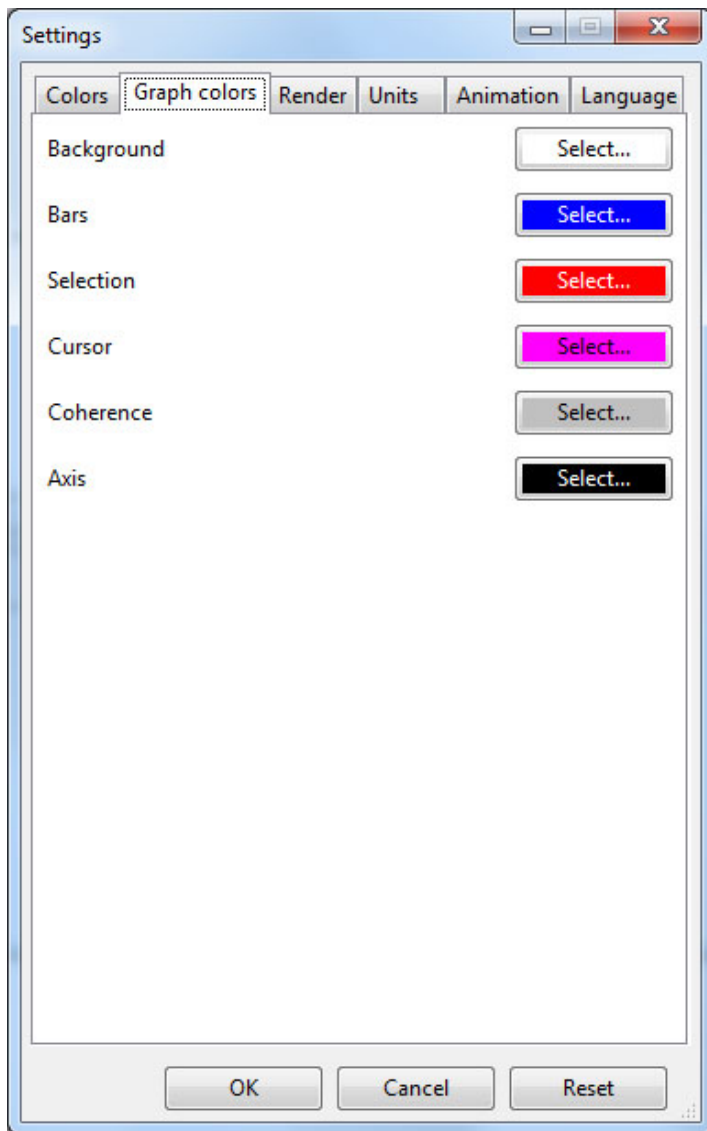 Settings
Colors Graph colors Render Units Animation Language
Background Select...
Bars Select...
Selection Select...
Cursor Select...
Coherence Select...
Axis Select...
OK Cancel Reset